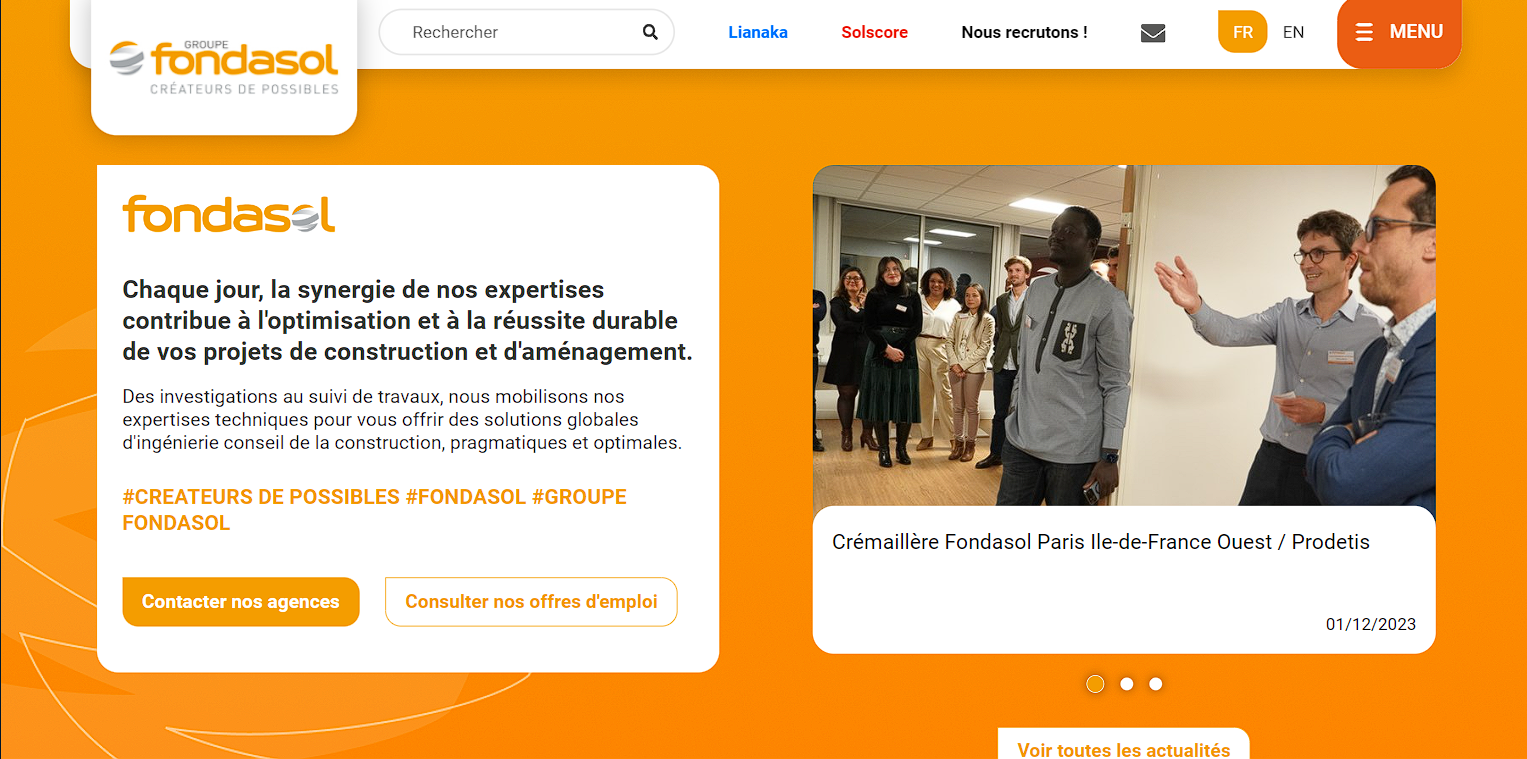 GROUPE
fondasol
CRÉATEURS DE POSSIBLES
Rechercher
Lianaka
Solscore
Nous recrutons !
FR
EN
MENU
fondasol
Chaque jour, la synergie de nos expertises
contribue à l'optimisation et à la réussite durable
de vos projets de construction et d'aménagement.
Des investigations au suivi de travaux, nous mobilisons nos
expertises techniques pour vous offrir des solutions globales
d'ingénierie conseil de la construction, pragmatiques et optimales.
#CREATEURS DE POSSIBLES #FONDASOL #GROUPE
FONDASOL
Contacter nos agences
Consulter nos offres d'emploi
Crémaillère Fondasol Paris Ile-de-France Ouest / Prodetis
01/12/2023
Voir toutes les actualités